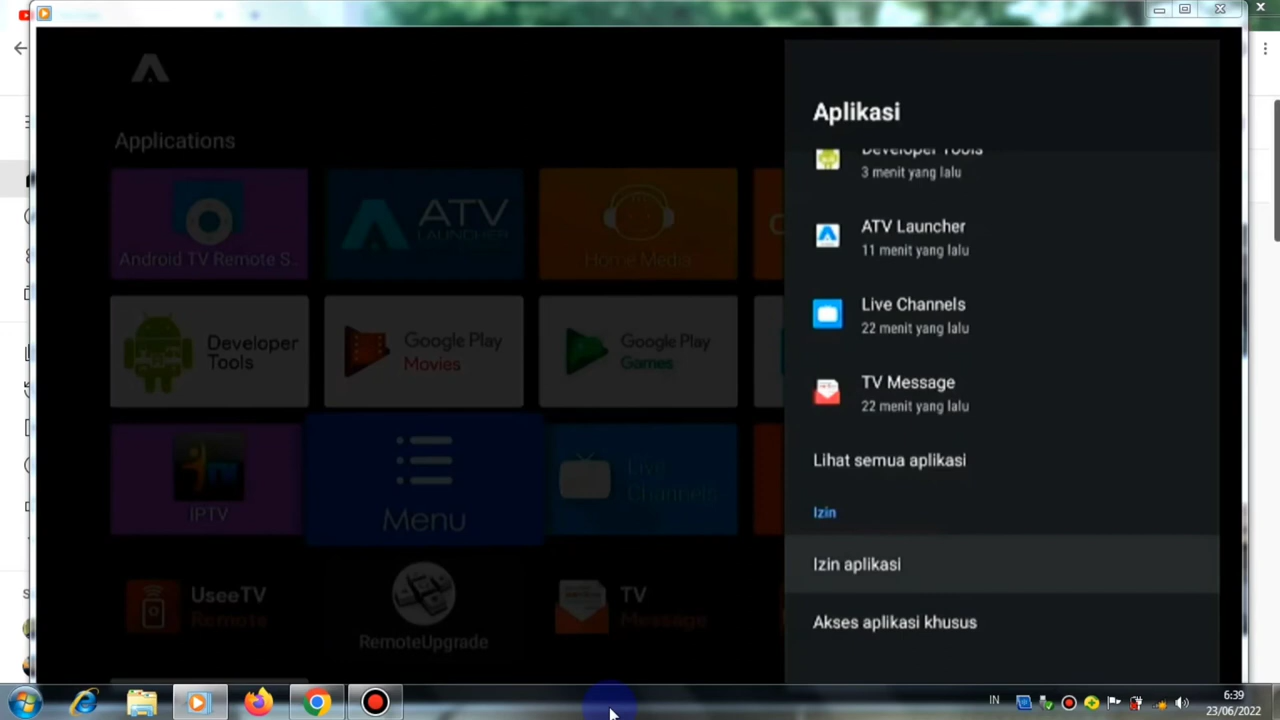 Aplikasi
Applications
Developer Tools
3 menit yang lalu
ATV Launcher
11 menit yang lalu
Live Channels
22 menit yang lalu
TV Message
22 menit yang lalu
Lihat semua aplikasi
Izin
Izin aplikasi
Akses aplikasi khusus
Android TV Remote S..
ATV
LAUNCHER
Home Media
Developer
Tools
Google Play
Movies
Google Play
Games
IPTV
Menu
Live
Channels
UseeTV
Remote
RemoteUpgrade
TV
Message
IN
6:39
23/06/2022